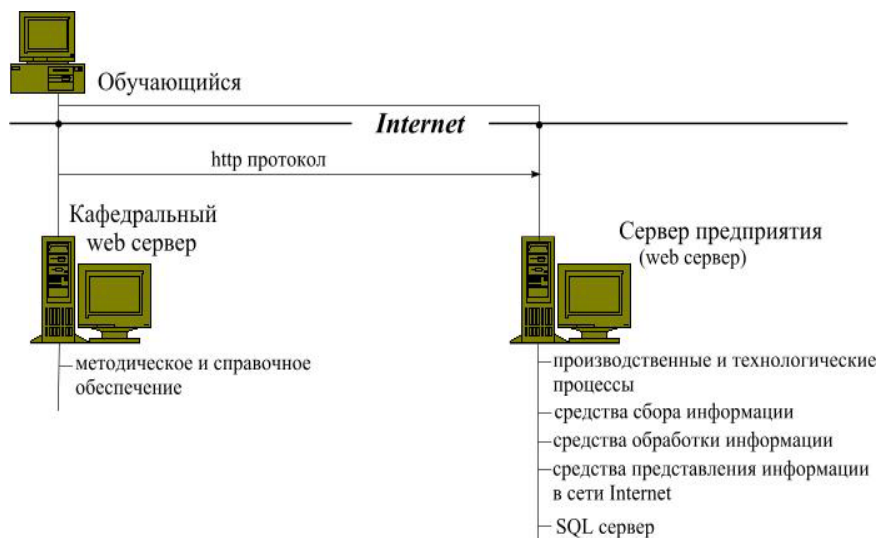 Обучающийся
Internet
http протокол
Кафедральный
web сервер
Сервер предприятия
(web сервер)
методическое и справочное
обеспечение
производственные и технологические
процессы
средства сбора информации
средства обработки информации
средства представления информации
в сети Internet
SQL сервер